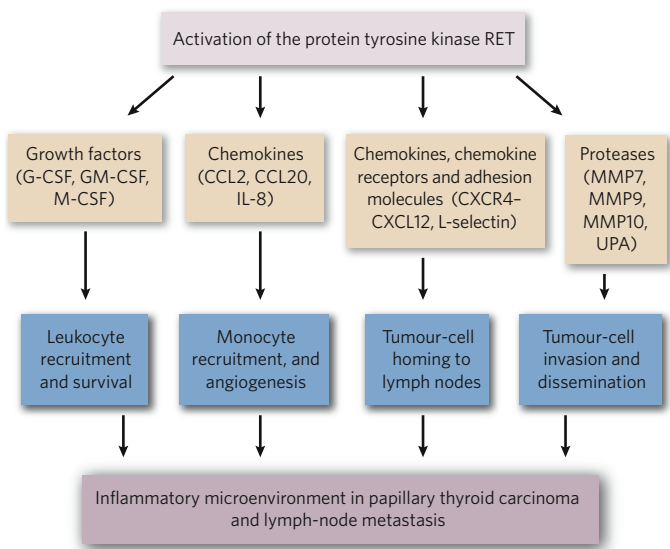 Activation of the protein tyrosine kinase RET
Growth factors
(G-CSF, GM-CSF,
M-CSF)
Chemokines
(CCL2, CCL20,
IL-8)
Chemokines, chemokine
receptors and adhesion
molecules (CXCR4–
CXCL12, L-selectin)
Proteases
(MMP7,
MMP9,
MMP10,
UPA)
Leukocyte
recruitment
and survival
Monocyte
recruitment, and
angiogenesis
Tumour-cell
homing to
lymph nodes
Tumour-cell
invasion and
dissemination
Inflammatory microenvironment in papillary thyroid carcinoma
and lymph-node metastasis